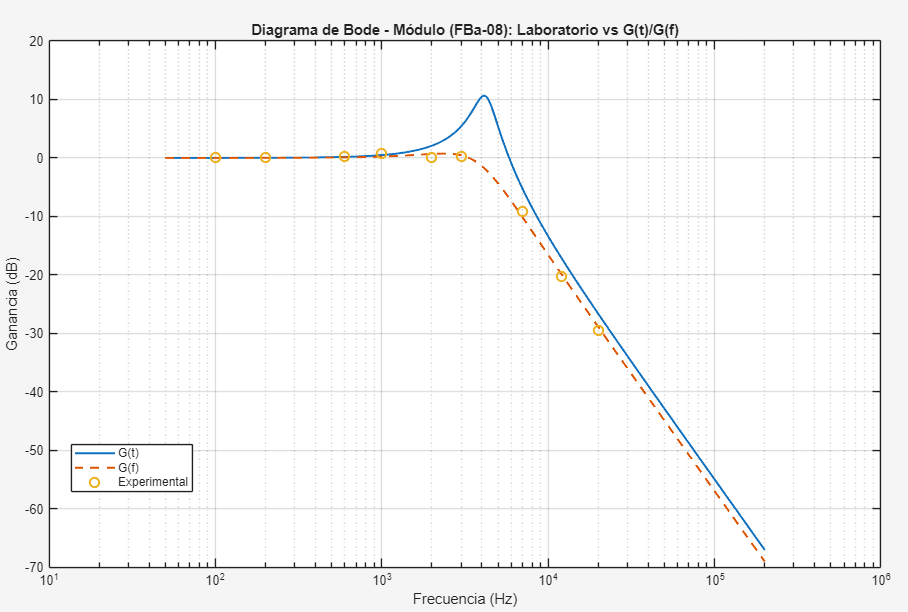 Diagrama de Bode - Módulo (FBa-08): Laboratorio vs G(t)/G(f)
20
10
0
-10
-20
-30
-40
-50
-60
-70
Ganancia (dB)
G(t)
G(f)
Experimental
10¹ 10² 10³ 10⁴ 10⁵ 10⁶
Frecuencia (Hz)